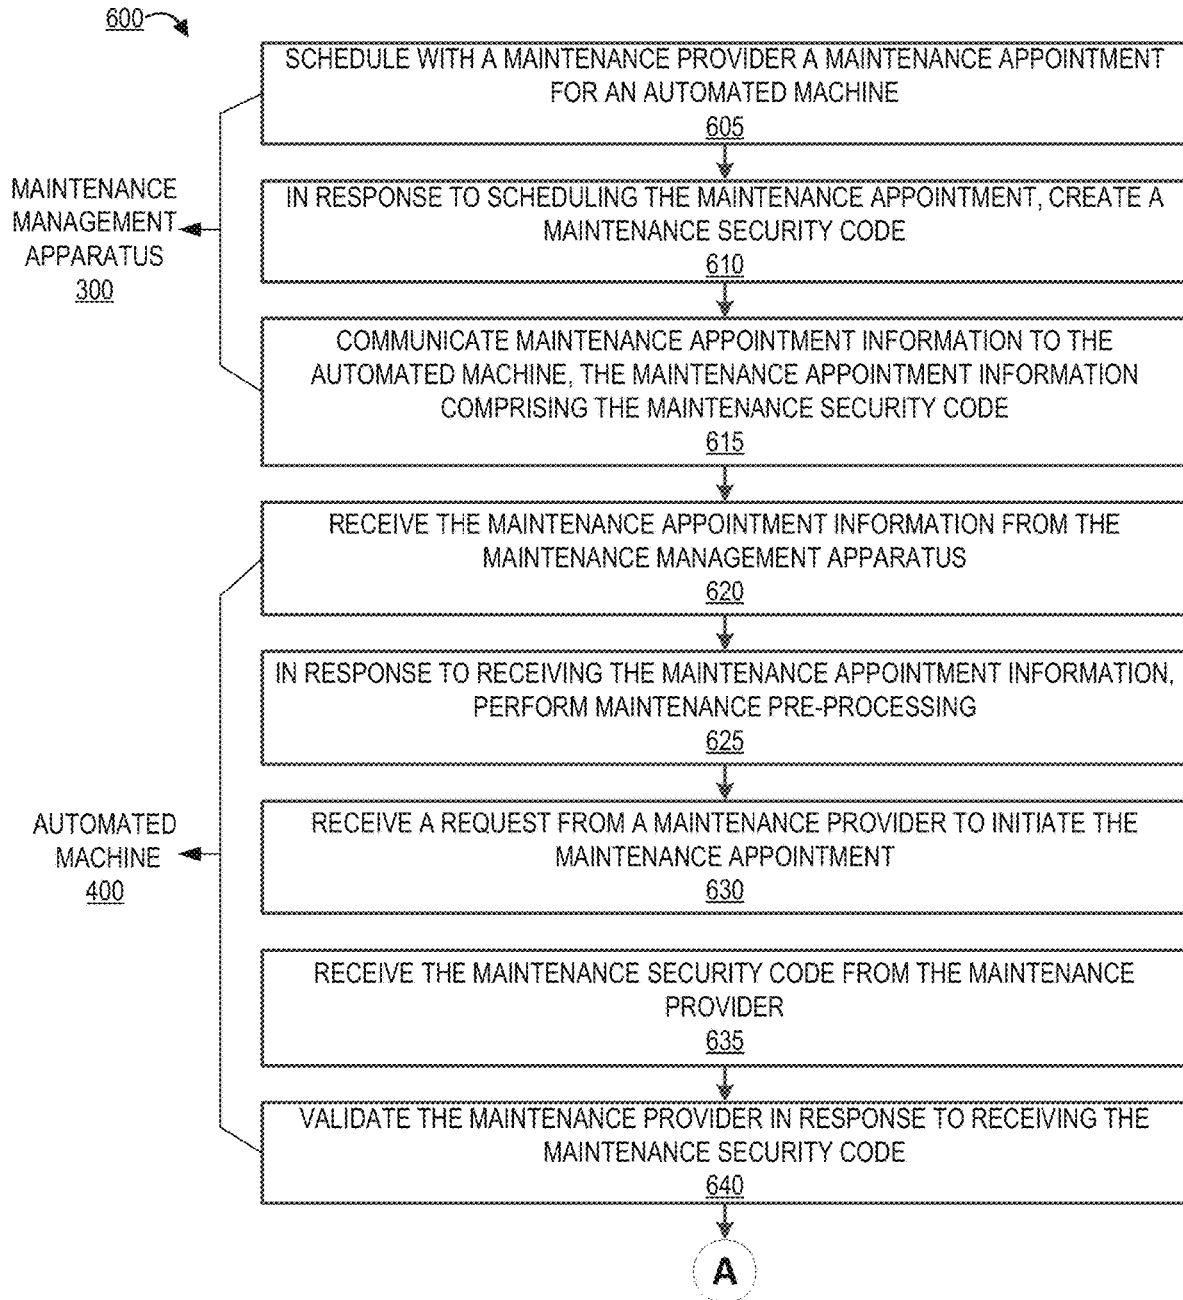 600
SCHEDULE WITH A MAINTENANCE PROVIDER A MAINTENANCE APPOINTMENT
FOR AN AUTOMATED MACHINE
605
IN RESPONSE TO SCHEDULING THE MAINTENANCE APPOINTMENT, CREATE A
MAINTENANCE SECURITY CODE
610
MAINTENANCE
MANAGEMENT
APPARATUS
300
COMMUNICATE MAINTENANCE APPOINTMENT INFORMATION TO THE
AUTOMATED MACHINE, THE MAINTENANCE APPOINTMENT INFORMATION
COMPRISING THE MAINTENANCE SECURITY CODE
615
RECEIVE THE MAINTENANCE APPOINTMENT INFORMATION FROM THE
MAINTENANCE MANAGEMENT APPARATUS
620
IN RESPONSE TO RECEIVING THE MAINTENANCE APPOINTMENT INFORMATION,
PERFORM MAINTENANCE PRE-PROCESSING
625
RECEIVE A REQUEST FROM A MAINTENANCE PROVIDER TO INITIATE THE
MAINTENANCE APPOINTMENT
630
AUTOMATED
MACHINE
400
RECEIVE THE MAINTENANCE SECURITY CODE FROM THE MAINTENANCE
PROVIDER
635
VALIDATE THE MAINTENANCE PROVIDER IN RESPONSE TO RECEIVING THE
MAINTENANCE SECURITY CODE
640
A